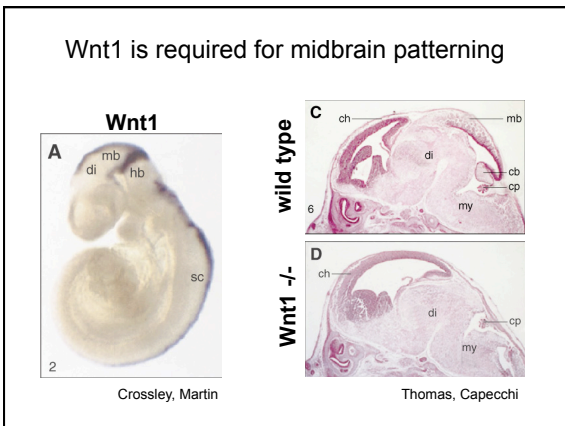 Wnt1 is required for midbrain patterning
Wnt1
A
mb
di
hb
sc
2
Crossley, Martin
wild type
C
ch
mb
di
cb
cp
my
6
Wnt1 -/-
D
ch
di
cp
my
Thomas, Capecchi